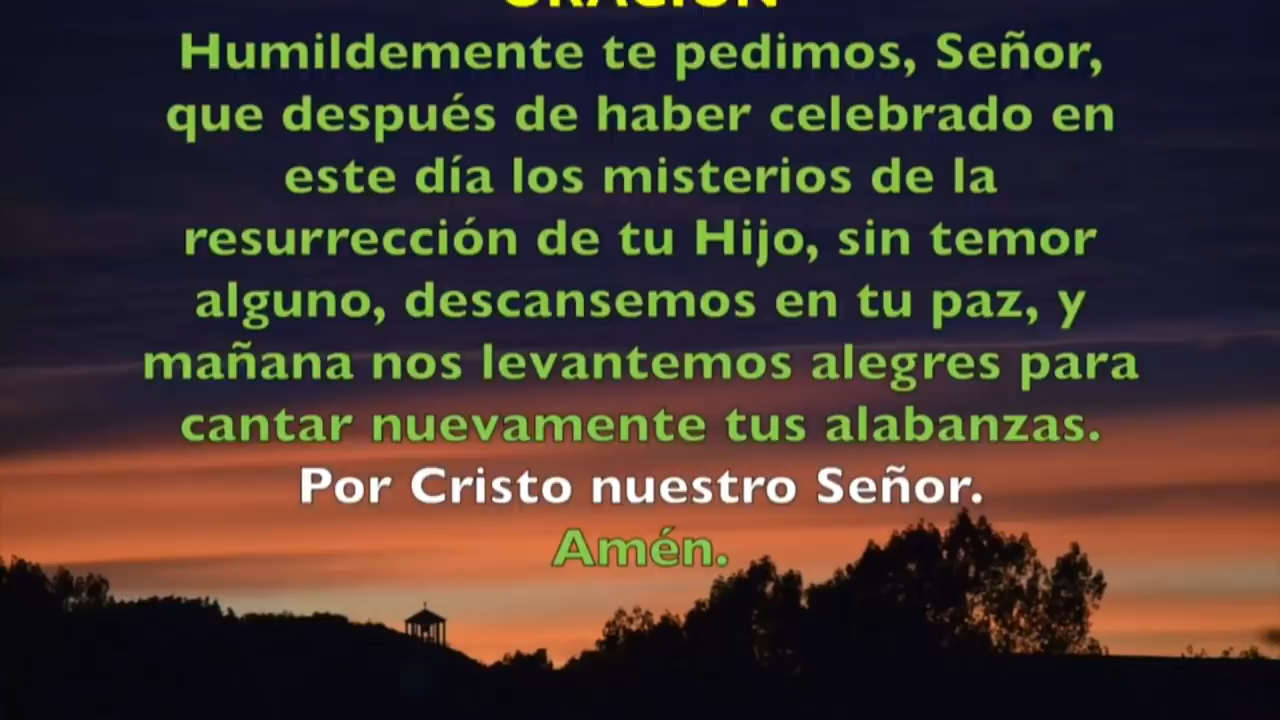 ORACIÓN
Humildemente te pedimos, Señor,
que después de haber celebrado en
este día los misterios de la
resurrección de tu Hijo, sin temor
alguno, descansemos en tu paz, y
mañana nos levantemos alegres para
cantar nuevamente tus alabanzas.
Por Cristo nuestro Señor.
Amén.